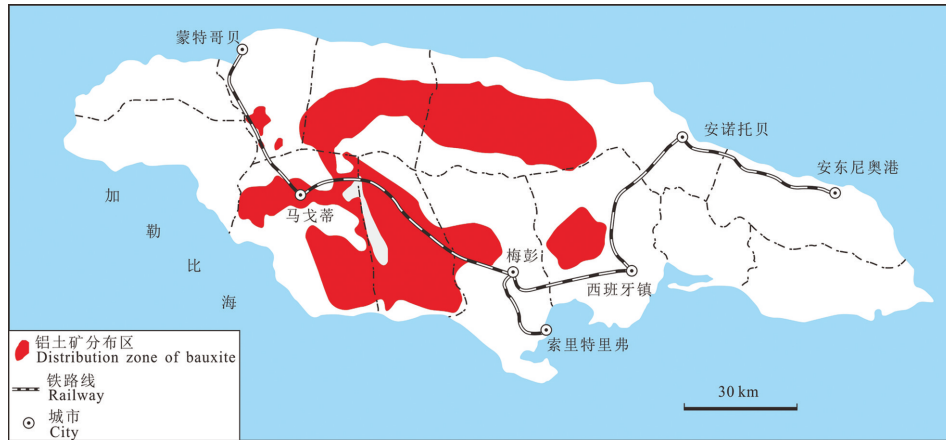 蒙特哥贝
安诺托贝
安东尼奥港
马戈蒂
梅彭
西班牙镇
索里特里弗
加
勒
比
海
铝土矿分布区
Distribution zone of bauxite
铁路线
Railway
城市
City
30 km